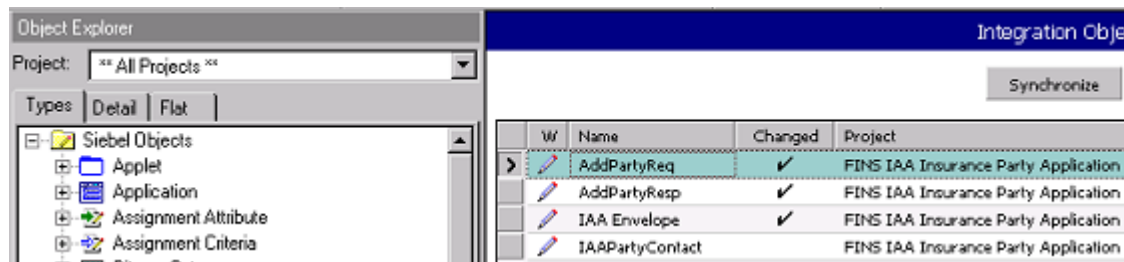 Object Explorer
Project: ** All Projects **
Types Detail Flat
Siebel Objects
Applet
Application
Assignment Attribute
Assignment Criteria
Integration Obje
Synchronize
W Name Changed Project
AddPartyReq FINS IAA Insurance Party Application
AddPartyResp FINS IAA Insurance Party Application
IAA Envelope FINS IAA Insurance Party Application
IAAPartyContact FINS IAA Insurance Party Application